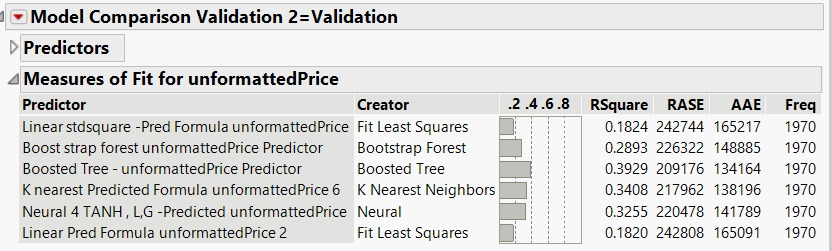 Model Comparison Validation 2=Validation
Predictors
Measures of Fit for unformattedPrice
Predictor Creator .2 .4 .6 .8 RSquare RASE AAE Freq
Linear stdsquare -Pred Formula unformattedPrice Fit Least Squares 0.1824 242744 165217 1970
Boost strap forest unformattedPrice Predictor Bootstrap Forest 0.2893 226322 148885 1970
Boosted Tree - unformattedPrice Predictor Boosted Tree 0.3929 209176 134164 1970
K nearest Predicted Formula unformattedPrice 6 K Nearest Neighbors 0.3408 217962 138196 1970
Neural 4 TANH , L,G -Predicted unformattedPrice Neural 0.3255 220478 141789 1970
Linear Pred Formula unformattedPrice 2 Fit Least Squares 0.1820 242808 165091 1970